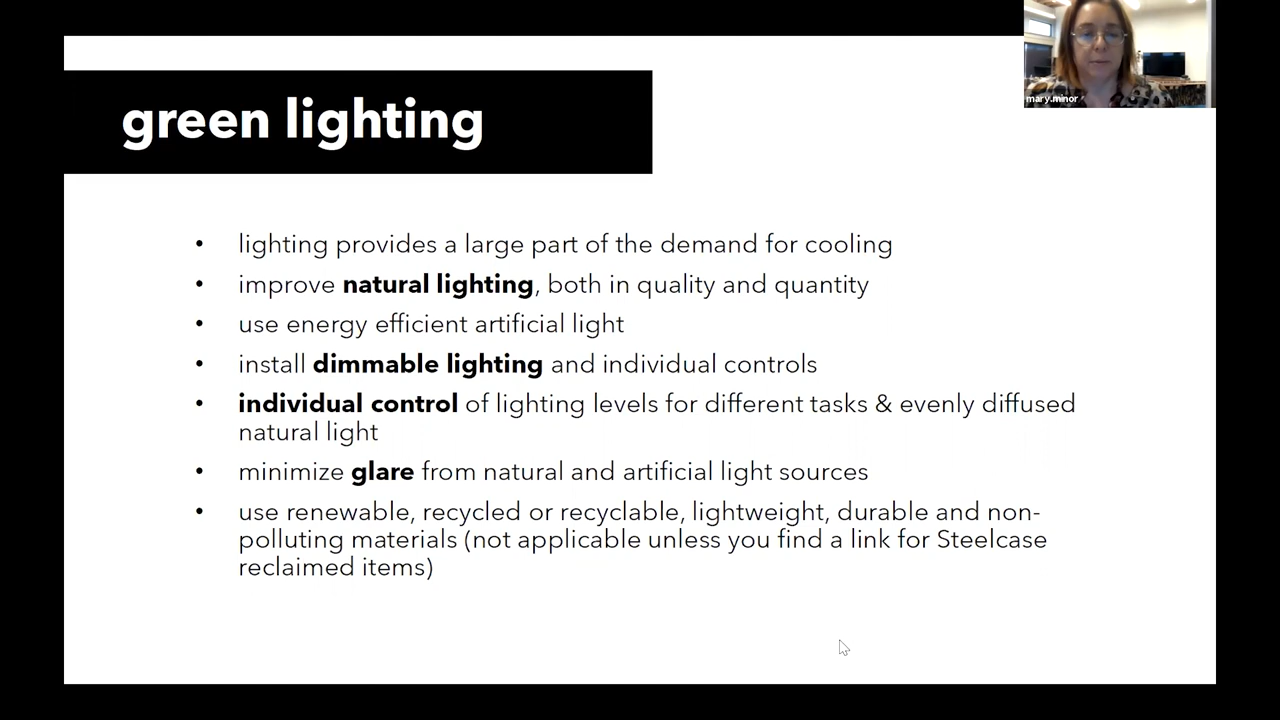 mary.minor
green lighting
• lighting provides a large part of the demand for cooling
• improve natural lighting, both in quality and quantity
• use energy efficient artificial light
• install dimmable lighting and individual controls
• individual control of lighting levels for different tasks & evenly diffused
natural light
• minimize glare from natural and artificial light sources
• use renewable, recycled or recyclable, lightweight, durable and non-
polluting materials (not applicable unless you find a link for Steelcase
reclaimed items)